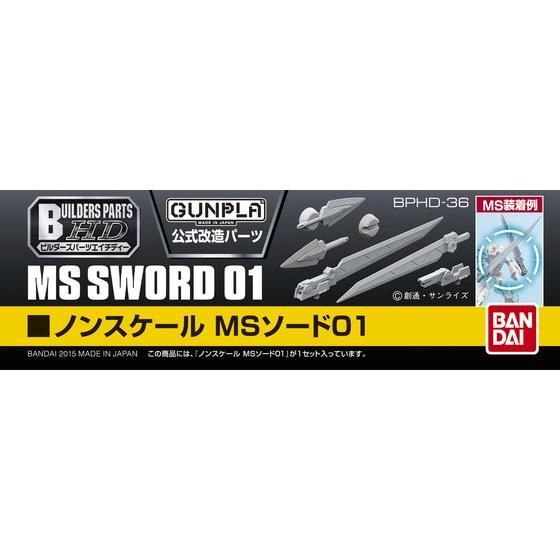 BUILDERS PARTS
HD
ビルダーズパーツエイチディー
GUNPLA
MADE IN JAPAN
公式改造パーツ
BPHD-36
MS装着例
MS SWORD 01
©創通・サンライズ
■ノンスケール MSソード01
BAN
DAI
BANDAI 2015 MADE IN JAPAN この商品には、「ノンスケール MSソード01」が1セット入っています。